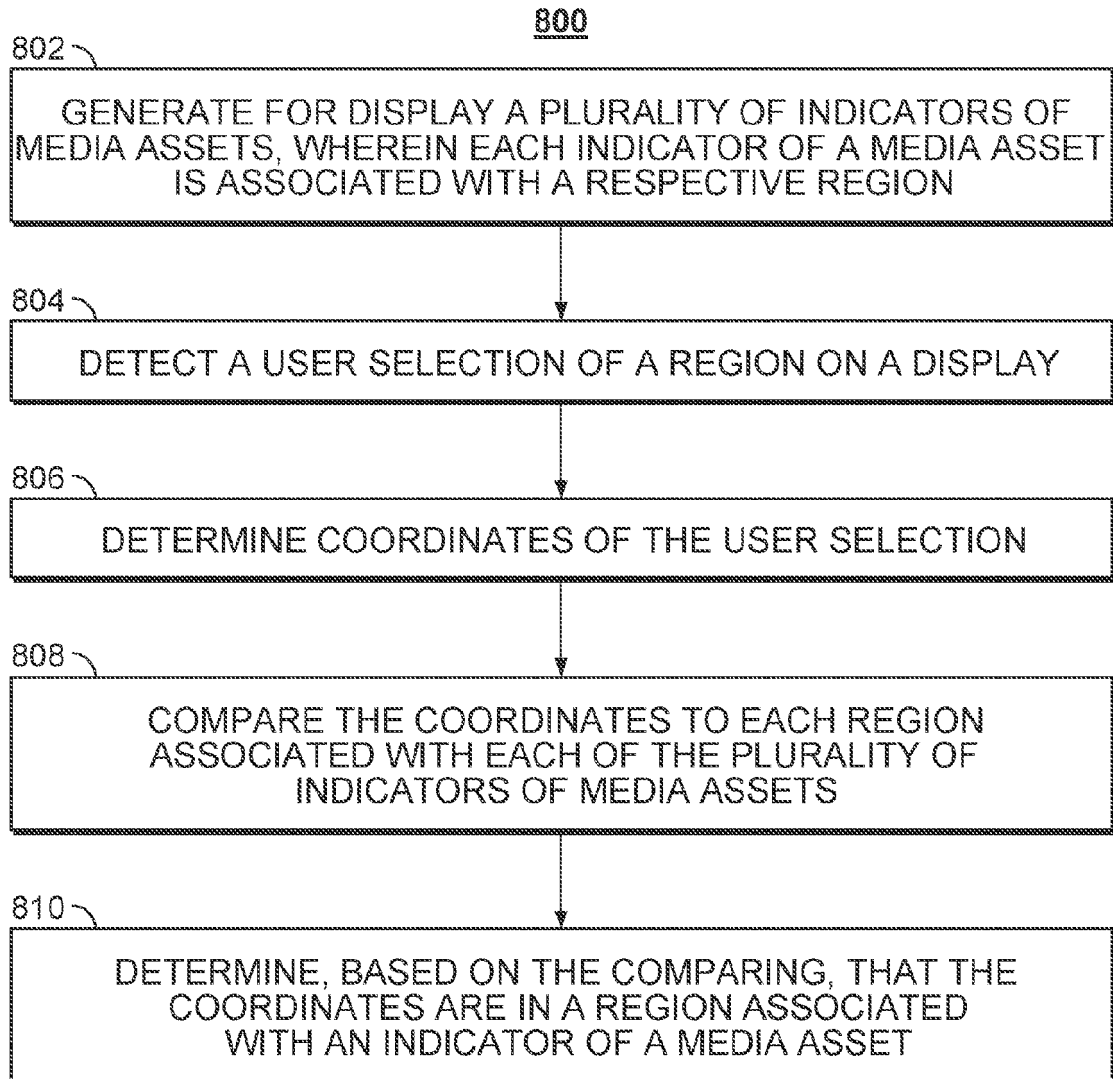 800
802
GENERATE FOR DISPLAY A PLURALITY OF INDICATORS OF
MEDIA ASSETS, WHEREIN EACH INDICATOR OF A MEDIA ASSET
IS ASSOCIATED WITH A RESPECTIVE REGION
804
DETECT A USER SELECTION OF A REGION ON A DISPLAY
806
DETERMINE COORDINATES OF THE USER SELECTION
808
COMPARE THE COORDINATES TO EACH REGION
ASSOCIATED WITH EACH OF THE PLURALITY OF
INDICATORS OF MEDIA ASSETS
810
DETERMINE, BASED ON THE COMPARING, THAT THE
COORDINATES ARE IN A REGION ASSOCIATED
WITH AN INDICATOR OF A MEDIA ASSET